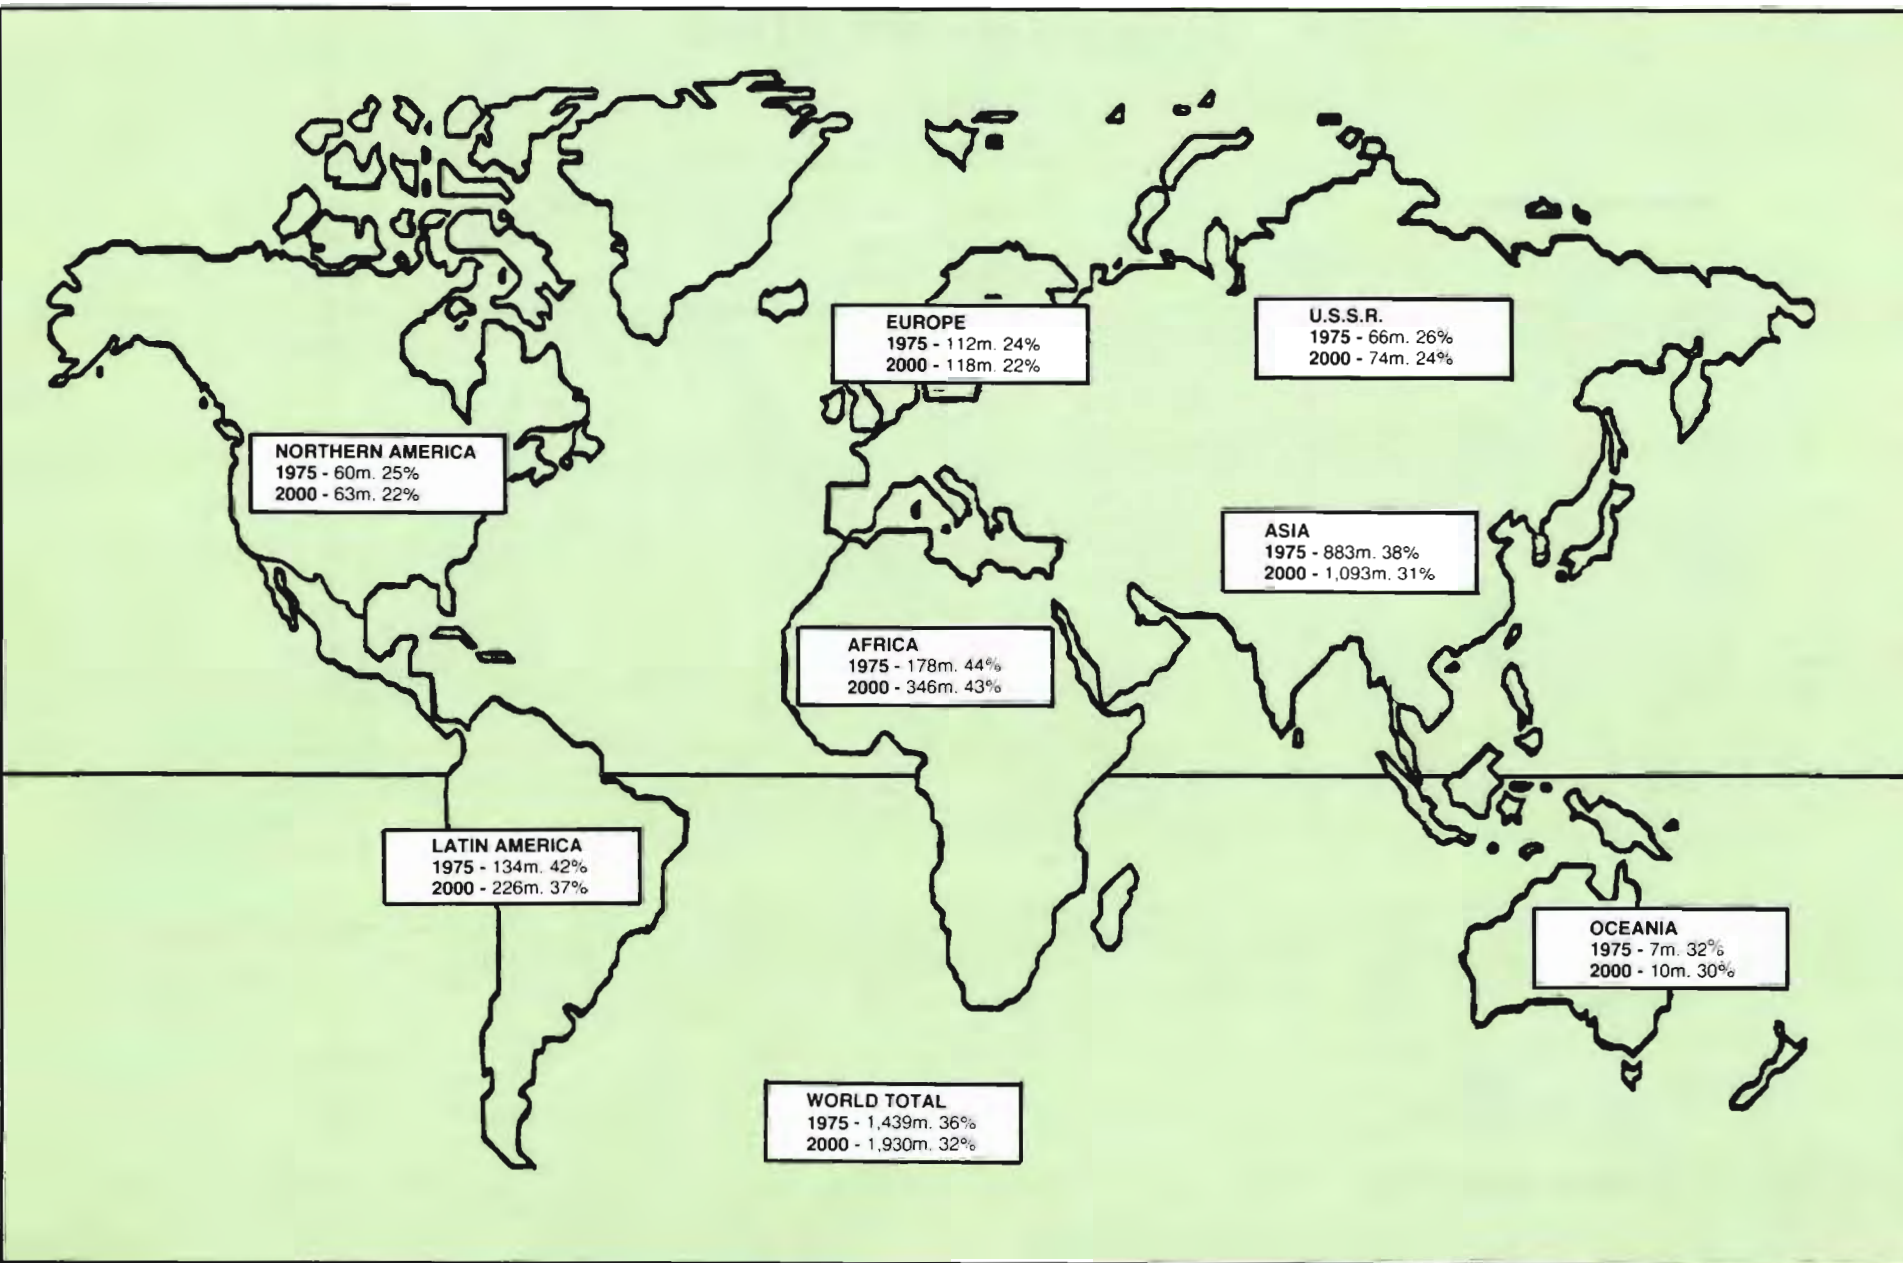 EUROPE
1975 - 112m. 24%
2000 - 118m. 22%
U.S.S.R.
1975 - 66m. 26%
2000 - 74m. 24%
NORTHERN AMERICA
1975 - 60m. 25%
2000 - 63m. 22%
ASIA
1975 - 883m. 38%
2000 - 1,093m. 31%
AFRICA
1975 - 178m. 44%
2000 - 346m. 43%
LATIN AMERICA
1975 - 134m. 42%
2000 - 226m. 37%
OCEANIA
1975 - 7m. 32%
2000 - 10m. 30%
WORLD TOTAL
1975 - 1,439m. 36%
2000 - 1,930m. 32%